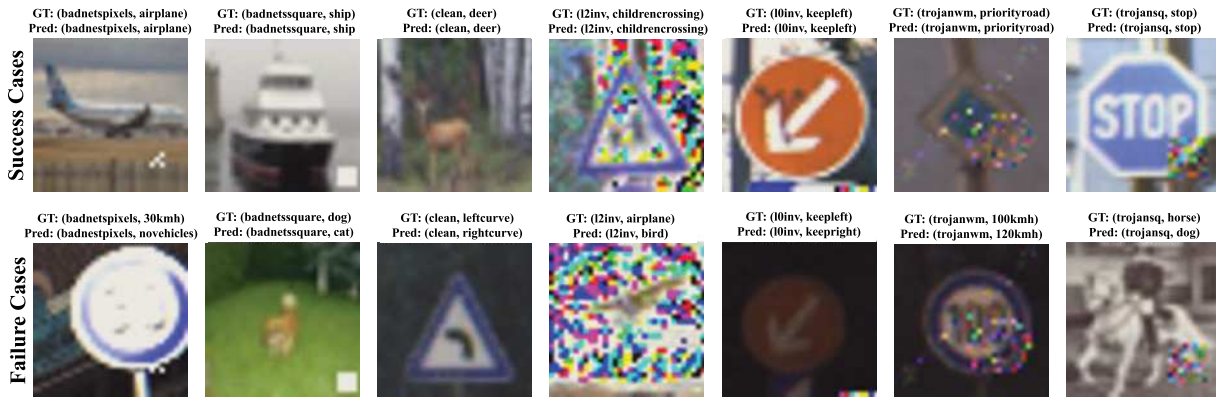 GT: (badnetspixels, airplane)
Pred: (badnestpixels, airplane)
GT: (badnetssquare, ship)
Pred: (badnetssquare, ship
GT: (clean, deer)
Pred: (clean, deer)
GT: (l2inv, childrencrossing)
Pred: (l2inv, childrencrossing)
GT: (l0inv, keepleft)
Pred: (l0inv, keepleft)
GT: (trojanwm, priorityroad)
Pred: (trojanwm, priorityroad)
GT: (trojansq, stop)
Pred: (trojansq, stop)
Success Cases
STOP
GT: (badnetspixels, 30kmh)
Pred: (badnestpixels, novehicles)
GT: (badnetssquare, dog)
Pred: (badnetssquare, cat)
GT: (clean, leftcurve)
Pred: (clean, rightcurve)
GT: (l2inv, airplane)
Pred: (l2inv, bird)
GT: (l0inv, keepleft)
Pred: (l0inv, keepright)
GT: (trojanwm, 100kmh)
Pred: (trojanwm, 120kmh)
GT: (trojansq, horse)
Pred: (trojansq, dog)
Failure Cases